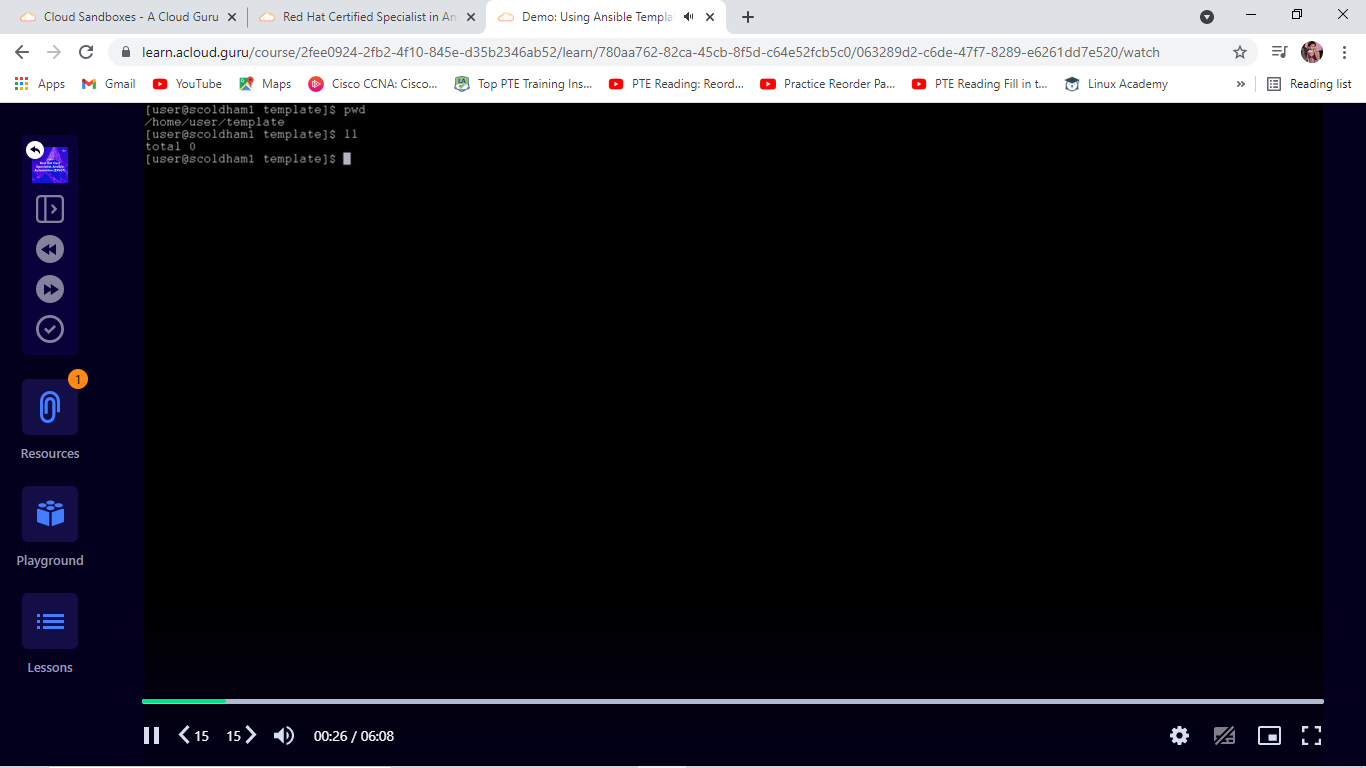 Cloud Sandboxes - A Cloud Guru
Red Hat Certified Specialist in An
Demo: Using Ansible Templa
learn.acloud.guru/course/2fee0924-2fb2-4f10-845e-d35b2346ab52/learn/780aa762-82ca-45cb-8f5d-c64e52fcb5c0/063289d2-c6de-47f7-8289-e6261dd7e520/watch
Apps
Gmail
YouTube
Maps
Cisco CCNA: Cisco...
Top PTE Training Ins...
PTE Reading: Reord...
Practice Reorder Pa...
PTE Reading Fill in t...
Linux Academy
»
Reading list
[user@scoldham1 template]$ pwd
/home/user/template
[user@scoldham1 template]$ ll
total 0
[user@scoldham1 template]$
1
Resources
Playground
Lessons
15
15
00:26 / 06:08